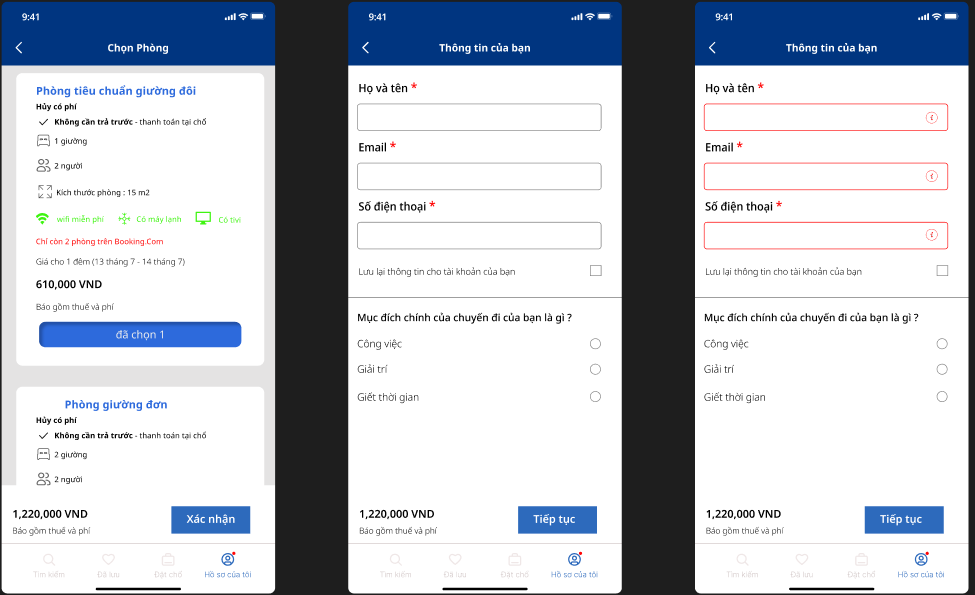 9:41
Chọn Phòng
Phòng tiêu chuẩn giường đôi
Hủy có phí
Không cần trả trước - thanh toán tại chổ
1 giường
2 người
Kích thước phòng : 15 m2
wifi miễn phí Có máy lạnh Có tivi
Chỉ còn 2 phòng trên Booking.Com
Giá cho 1 đêm (13 tháng 7 - 14 tháng 7)
610,000 VND
Báo gồm thuế và phí
đã chọn 1
Phòng giường đơn
Hủy có phí
Không cần trả trước - thanh toán tại chổ
2 giường
2 người
1,220,000 VND
Báo gồm thuế và phí
Xác nhận
Tìm kiếm Đã lưu Đặt chổ Hồ sơ của tôi
9:41
Thông tin của bạn
Họ và tên *
Email *
Số điện thoại *
Lưu lại thông tin cho tài khoản của bạn
Mục đích chính của chuyến đi của bạn là gì ?
Công việc
Giải trí
Giết thời gian
1,220,000 VND
Báo gồm thuế và phí
Tiếp tục
Tìm kiếm Đã lưu Đặt chổ Hồ sơ của tôi
9:41
Thông tin của bạn
Họ và tên *
Email *
Số điện thoại *
Lưu lại thông tin cho tài khoản của bạn
Mục đích chính của chuyến đi của bạn là gì ?
Công việc
Giải trí
Giết thời gian
1,220,000 VND
Báo gồm thuế và phí
Tiếp tục
Tìm kiếm Đã lưu Đặt chổ Hồ sơ của tôi